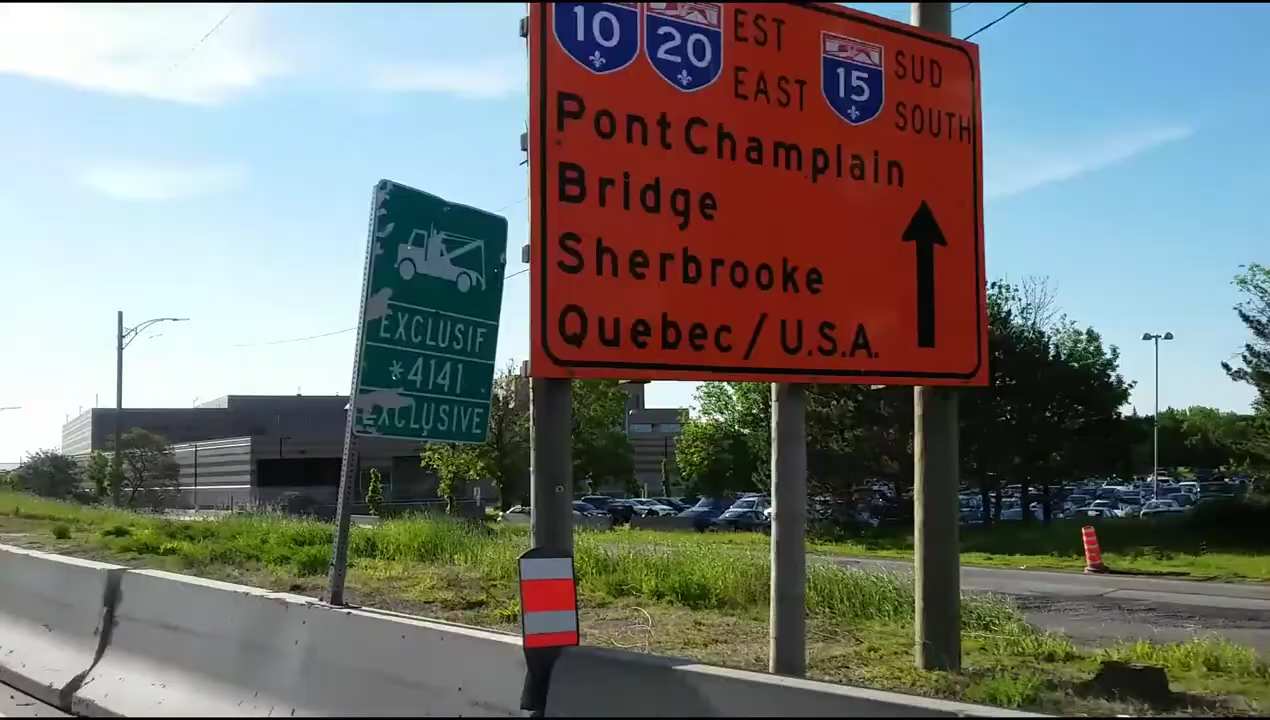 10 20 EST EAST 15 SUD SOUTH
Pont Champlain
Bridge
Sherbrooke
Quebec / U.S.A.
EXCLUSIF
*4141
EXCLUSIVE